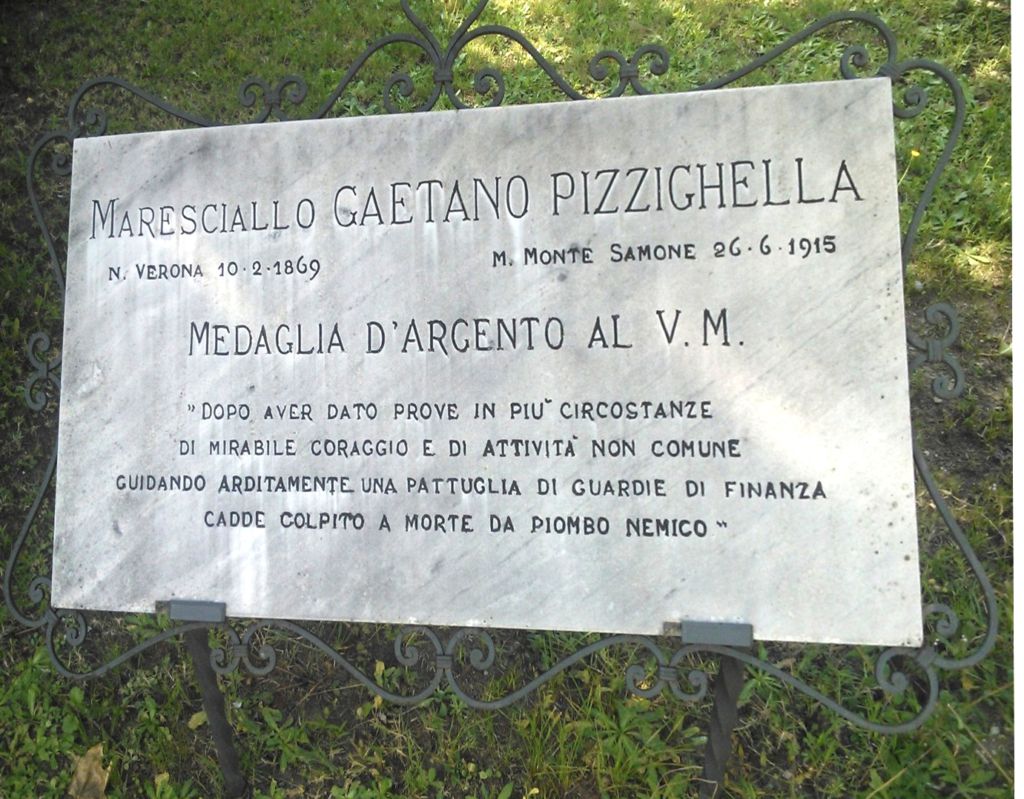 MARESCIALLO GAETANO PIZZIGHELLA
N. VERONA 10·2·1869 M. MONTE SAMONE 26·6·1915
MEDAGLIA D'ARGENTO AL V.M.
"DOPO AVER DATO PROVE IN PIU` CIRCOSTANZE
DI MIRABILE CORAGGIO E DI ATTIVITA` NON COMUNE
GUIDANDO ARDITAMENTE UNA PATTUGLIA DI GUARDIE DI FINANZA
CADDE COLPITO A MORTE DA PIOMBO NEMICO"